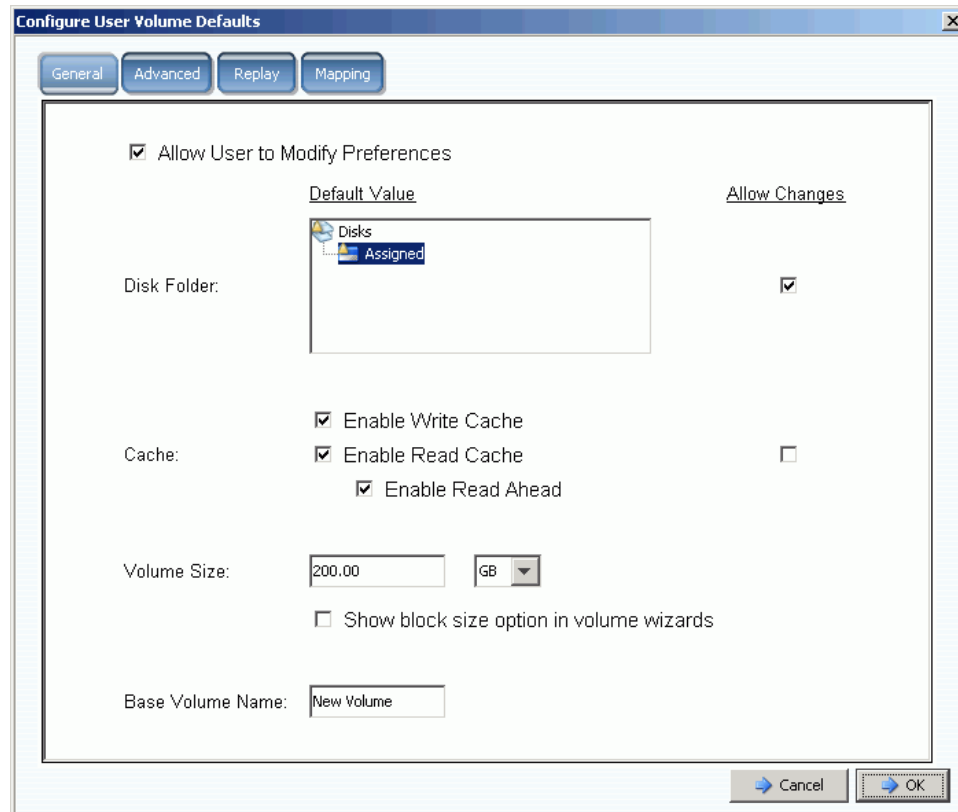 Configure User Volume Defaults
General Advanced Replay Mapping
Allow User to Modify Preferences
Default Value Allow Changes
Disks
Assigned
Disk Folder:
Enable Write Cache
Cache: Enable Read Cache
Enable Read Ahead
Volume Size: 200.00 GB
Show block size option in volume wizards
Base Volume Name: New Volume
Cancel OK